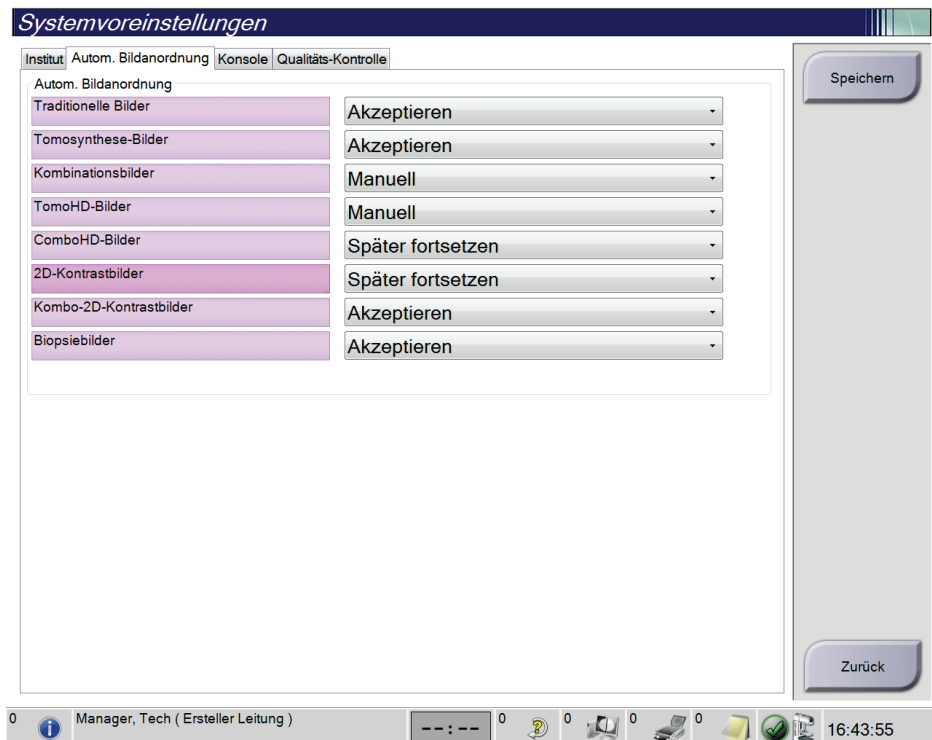 Systemvoreinstellungen
Institut Autom. Bildanordnung Konsole Qualitäts-Kontrolle
Speichern
Autom. Bildanordnung
Traditionelle Bilder Akzeptieren
Tomosynthese-Bilder Akzeptieren
Kombinationsbilder Manuell
TomoHD-Bilder Manuell
ComboHD-Bilder Später fortsetzen
2D-Kontrastbilder Später fortsetzen
Kombo-2D-Kontrastbilder Akzeptieren
Biopsiebilder Akzeptieren
Zurück
0 Manager, Tech ( Ersteller Leitung ) --:-- 0 0 0 0 16:43:55